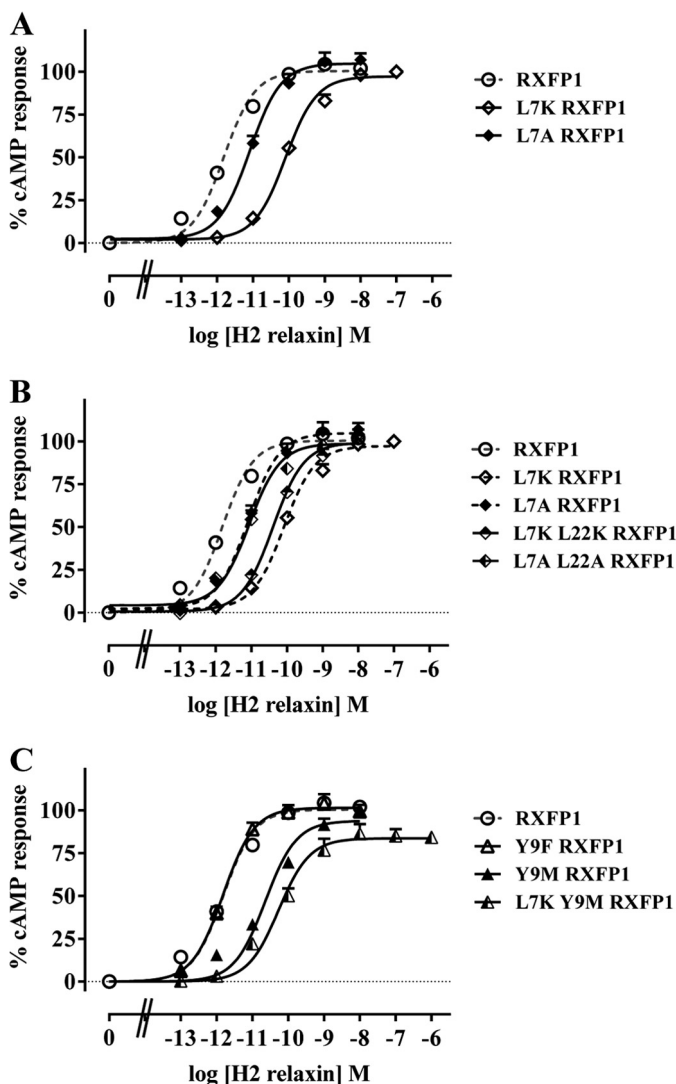 A
% cAMP response
100
75
50
25
0
0 -13 -12 -11 -10 -9 -8 -7 -6
log [H2 relaxin] M
RXFP1
L7K RXFP1
L7A RXFP1
B
% cAMP response
100
75
50
25
0
0 -13 -12 -11 -10 -9 -8 -7 -6
log [H2 relaxin] M
RXFP1
L7K RXFP1
L7A RXFP1
L7K L22K RXFP1
L7A L22A RXFP1
C
% cAMP response
100
75
50
25
0
0 -13 -12 -11 -10 -9 -8 -7 -6
log [H2 relaxin] M
RXFP1
Y9F RXFP1
Y9M RXFP1
L7K Y9M RXFP1